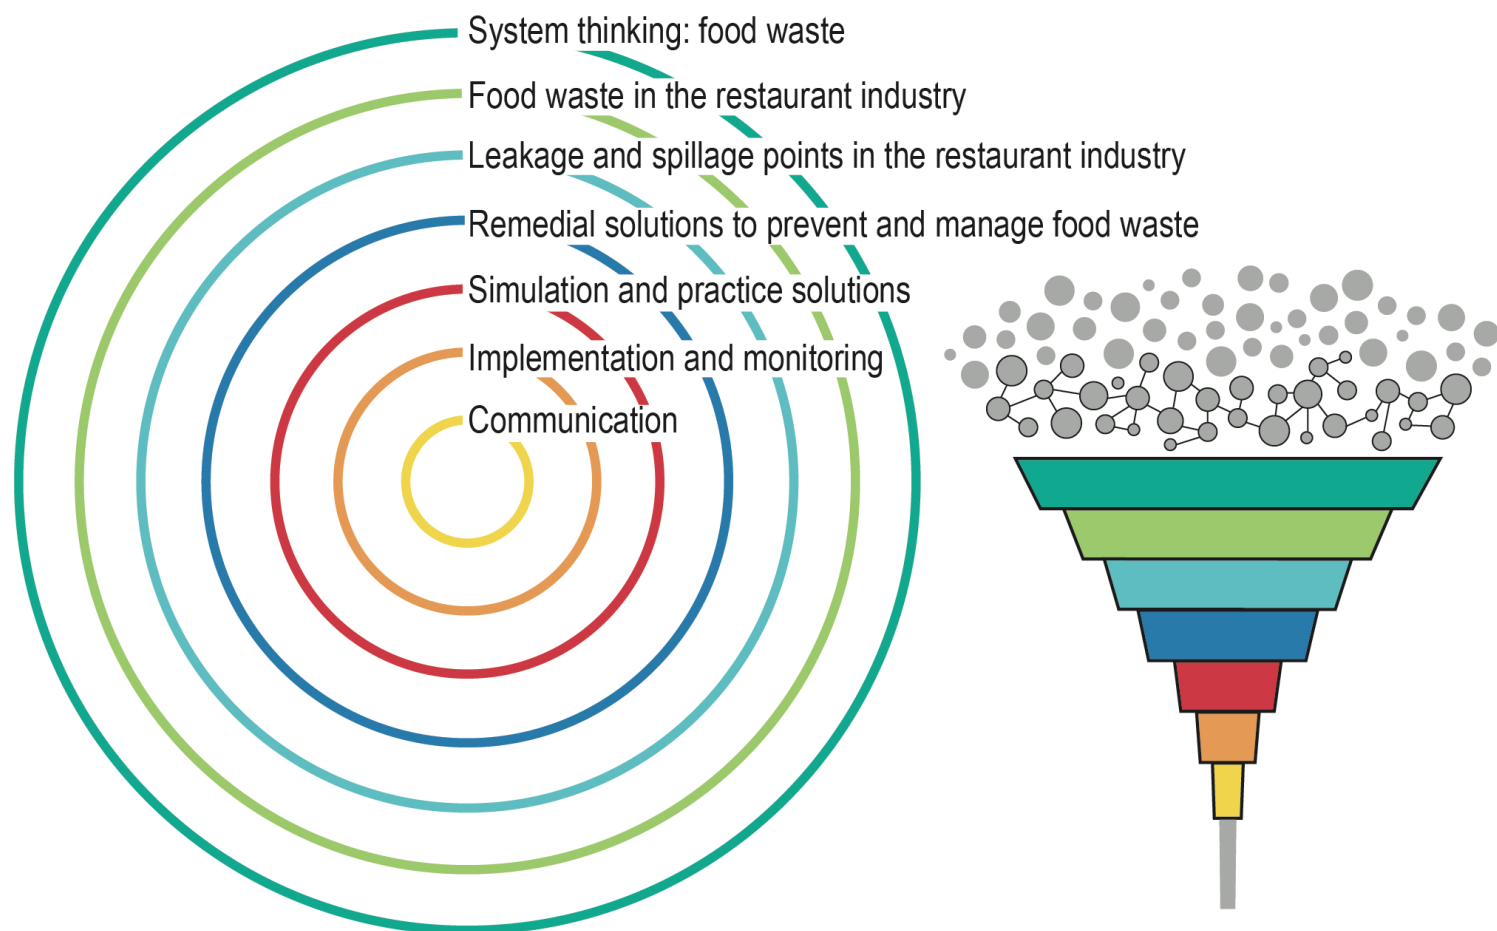 System thinking: food waste
Food waste in the restaurant industry
Leakage and spillage points in the restaurant industry
Remedial solutions to prevent and manage food waste
Simulation and practice solutions
Implementation and monitoring
Communication